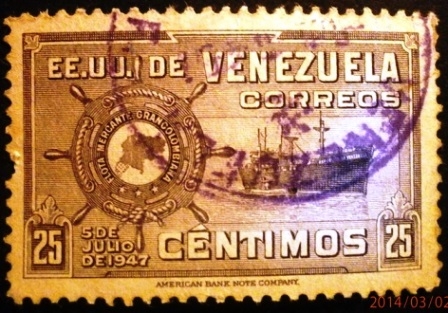 EE.UU. DE VENEZUELA
CORREOS
FLOTA MERCANTE GRANCOLOMBIANA
5 DE
JULIO
DE 1947
25 CÉNTIMOS 25
AMERICAN BANK NOTE COMPANY.
2014/03/02